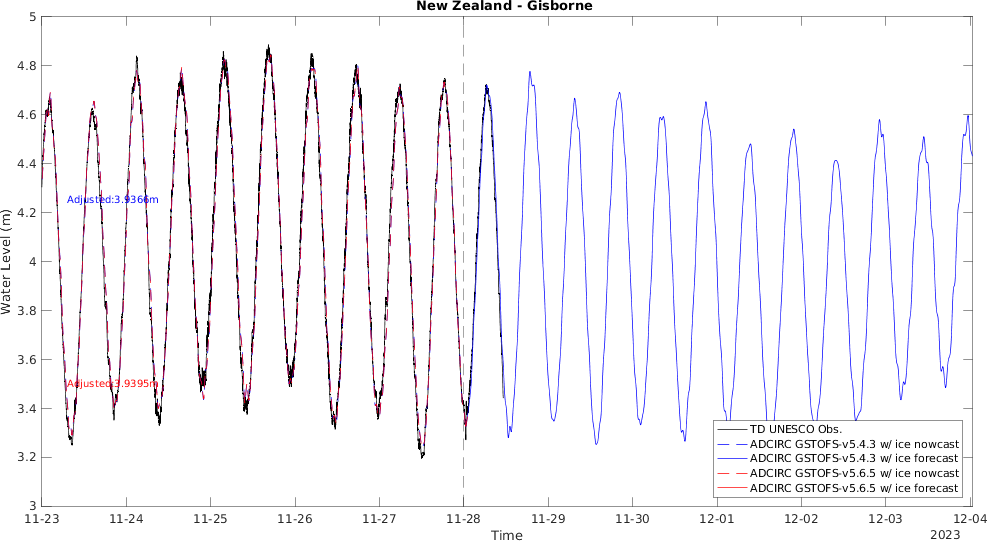 New Zealand - Gisborne
5
4.8
4.6
4.4
4.2
4
3.8
3.6
3.4
3.2
3
Water Level (m)
Adjusted:3.9366m
Adjusted:3.9395m
TD UNESCO Obs.
ADCIRC GSTOFS-v5.4.3 w/ ice nowcast
ADCIRC GSTOFS-v5.4.3 w/ ice forecast
ADCIRC GSTOFS-v5.6.5 w/ ice nowcast
ADCIRC GSTOFS-v5.6.5 w/ ice forecast
11-23 11-24 11-25 11-26 11-27 11-28 11-29 11-30 12-01 12-02 12-03 12-04
Time
2023